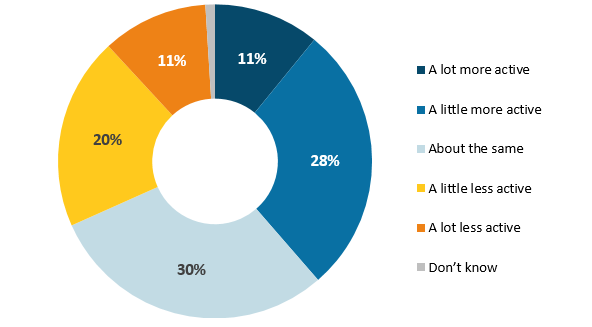 11%
11%
28%
20%
30%
A lot more active
A little more active
About the same
A little less active
A lot less active
Don't know